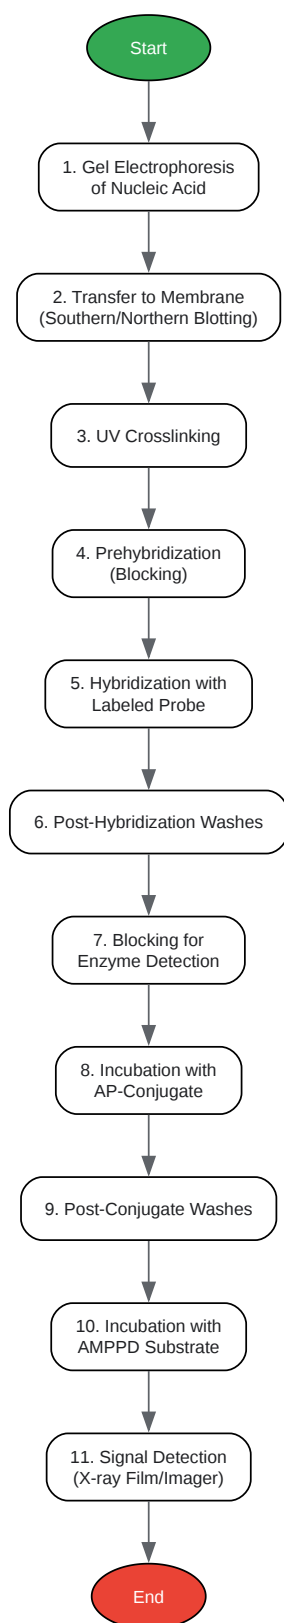 Start
1. Gel Electrophoresis
of Nucleic Acid
2. Transfer to Membrane
(Southern/Northern Blotting)
3. UV Crosslinking
4. Prehybridization
(Blocking)
5. Hybridization with
Labeled Probe
6. Post-Hybridization Washes
7. Blocking for
Enzyme Detection
8. Incubation with
AP-Conjugate
9. Post-Conjugate Washes
10. Incubation with
AMPPD Substrate
11. Signal Detection
(X-ray Film/Imager)
End